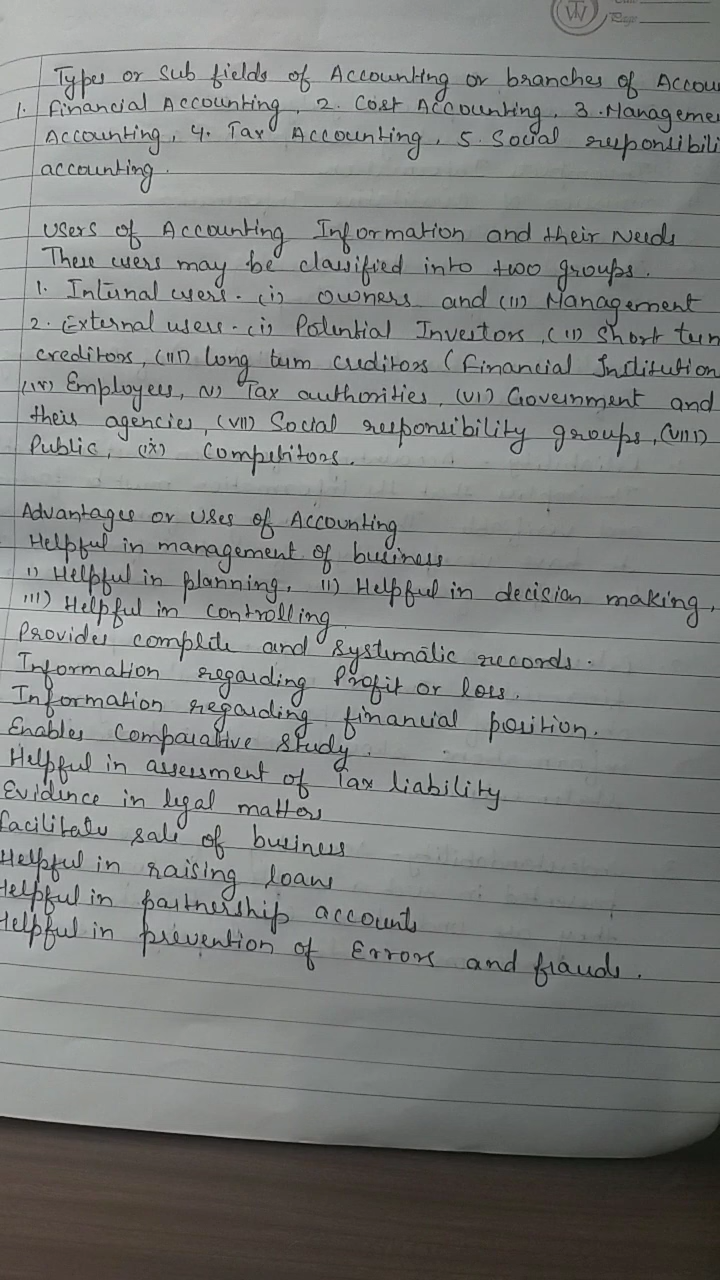 Page
Types or Sub fields of Accounting or branches of Accou
1. Financial Accounting, 2. Cost Accounting, 3. Manageme
Accounting, 4. Tax Accounting, 5. Social responsibili
accounting.
Users of Accounting Information and their Needs
These users may be classified into two groups.
1. Internal users - (i) owners and (ii) Management
2. External users - (i) Potential Investors, (ii) Short term
creditors, (iii) Long term creditors (Financial Institution
(iv) Employees, (v) Tax authorities, (vi) Government and
their agencies, (vii) Social responsibility groups, (viii)
Public, (ix) Competitors.
Advantages or Uses of Accounting
Helpful in management of business
i) Helpful in planning, ii) Helpful in decision making,
iii) Helpful in controlling
Provides complete and systematic records.
Information regarding Profit or loss.
Information regarding financial position.
Enables Comparative study.
Helpful in assessment of Tax liability
Evidence in legal matters
Facilitate sale of business
Helpful in raising loans
Helpful in partnership accounts
Helpful in prevention of Errors and frauds.